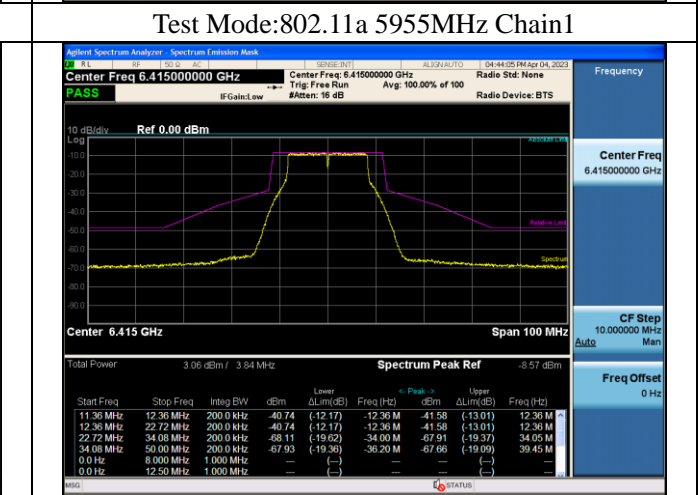 Test Mode:802.11a 5955MHz Chain1
Agilent Spectrum Analyzer - Spectrum Emission Mask
RL RF 50 Ω AC SENSE:INT ALIGN AUTO 04:44:05 PM Apr 04, 2023
Center Freq 6.415000000 GHz Center Freq: 6.415000000 GHz Radio Std: None
Trig: Free Run Avg: 100.00% of 100
PASS IFGain:Low #Atten: 16 dB Radio Device: BTS
Frequency
10 dB/div Ref 0.00 dBm
Log
Absolute Limit
-10.0
-20.0
-30.0
-40.0
Relative Limit
-60.0
Spectrum
-70.0
-80.0
-90.0
Center 6.415 GHz Span 100 MHz
Center Freq
6.415000000 GHz
CF Step
10.000000 MHz
Auto Man
Freq Offset
0 Hz
Total Power 3.06 dBm / 3.84 MHz Spectrum Peak Ref -8.57 dBm
Lower <- Peak -> Upper
Start Freq Stop Freq Integ BW dBm ΔLim(dB) Freq (Hz) dBm ΔLim(dB) Freq (Hz)
11.36 MHz 12.36 MHz 200.0 kHz -40.74 (-12.17) -12.36 M -41.58 (-13.01) 12.36 M
12.36 MHz 22.72 MHz 200.0 kHz -40.74 (-12.17) -12.36 M -41.58 (-13.01) 12.36 M
22.72 MHz 34.08 MHz 200.0 kHz -68.11 (-19.62) -34.00 M -67.91 (-19.37) 34.05 M
34.08 MHz 50.00 MHz 200.0 kHz -67.93 (-19.36) -36.20 M -67.66 (-19.09) 39.45 M
0.0 Hz 8.000 MHz 1.000 MHz --- (---) --- --- (---) ---
0.0 Hz 12.50 MHz 1.000 MHz --- (---) --- --- (---) ---
MSG STATUS